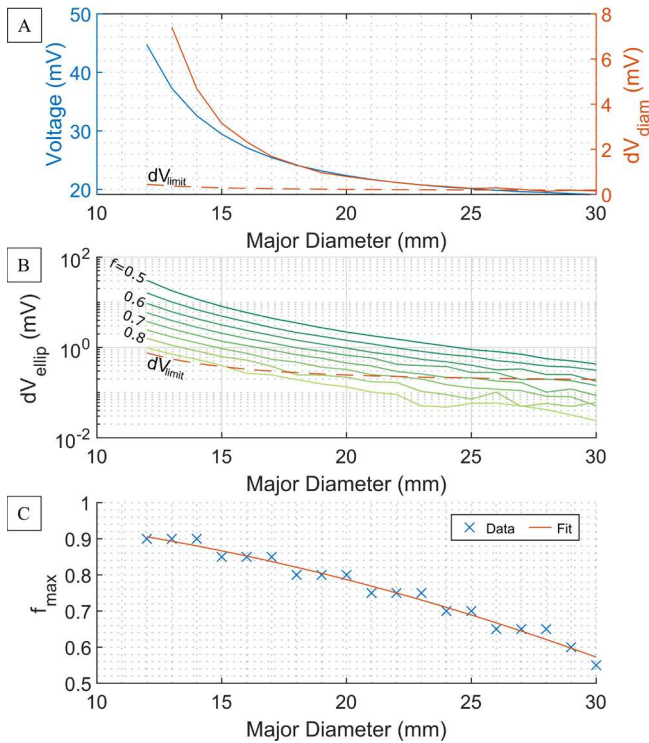 A
50
40
30
20
Voltage (mV)
8
6
4
2
0
dV_diam (mV)
dV_limit
10 15 20 25 30
Major Diameter (mm)
B
10^2
10^0
10^-2
dV_ellip (mV)
f=0.5
0.6
0.7
0.8
dV_limit
10 15 20 25 30
Major Diameter (mm)
C
1
0.9
0.8
0.7
0.6
0.5
f_max
Data Fit
10 15 20 25 30
Major Diameter (mm)